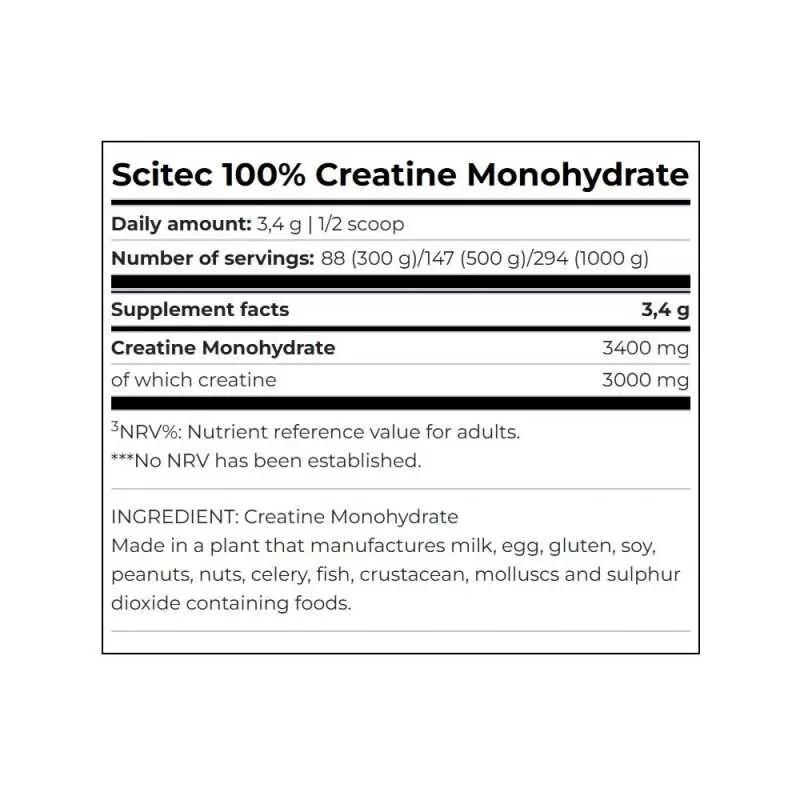 Scitec 100% Creatine Monohydrate
Daily amount: 3,4 g | 1/2 scoop
Number of servings: 88 (300 g)/147 (500 g)/294 (1000 g)
Supplement facts 3,4 g
Creatine Monohydrate 3400 mg
of which creatine 3000 mg
³NRV%: Nutrient reference value for adults.
***No NRV has been established.
INGREDIENT: Creatine Monohydrate
Made in a plant that manufactures milk, egg, gluten, soy,
peanuts, nuts, celery, fish, crustacean, molluscs and sulphur
dioxide containing foods.